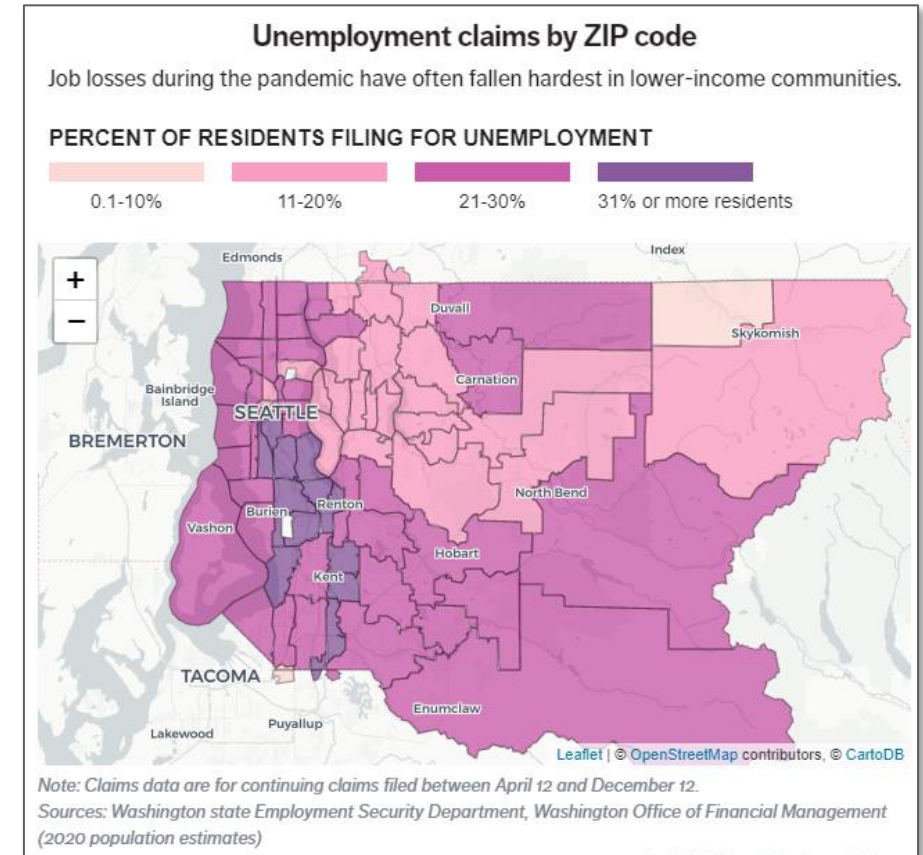 Unemployment claims by ZIP code
Job losses during the pandemic have often fallen hardest in lower-income communities.
PERCENT OF RESIDENTS FILING FOR UNEMPLOYMENT
0.1-10%
11-20%
21-30%
31% or more residents
+
−
Edmonds
Index
Duvall
Skykomish
Carnation
Bainbridge
Island
SEATTLE
BREMERTON
North Bend
Renton
Burien
Vashon
Hobart
Kent
TACOMA
Enumclaw
Puyallup
Lakewood
Leaflet | © OpenStreetMap contributors, © CartoDB
Note: Claims data are for continuing claims filed between April 12 and December 12.
Sources: Washington state Employment Security Department, Washington Office of Financial Management
(2020 population estimates)